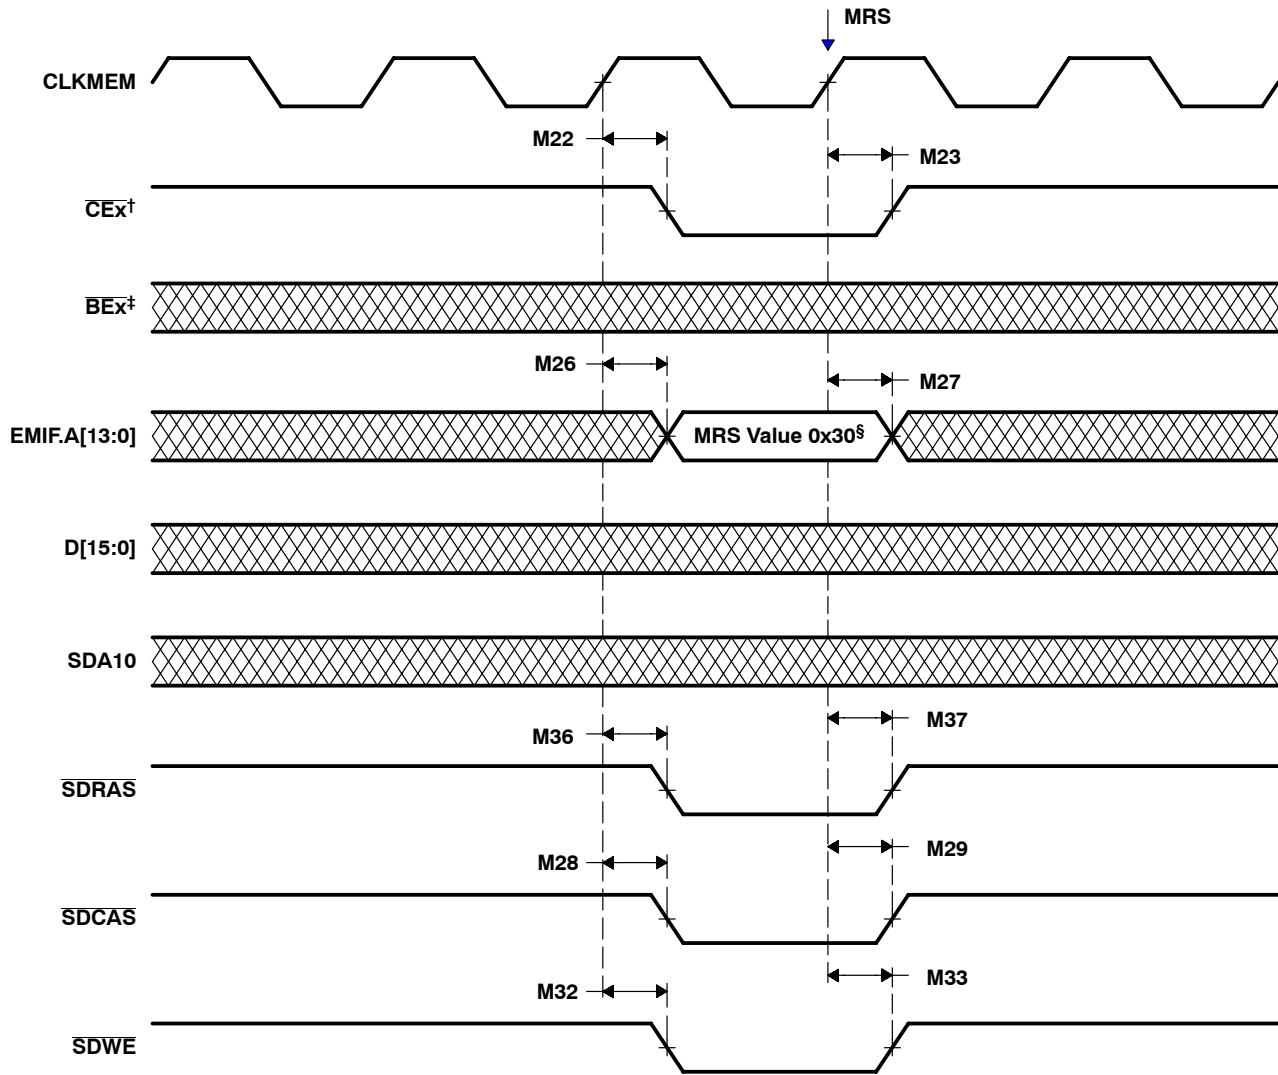 MRS
CLKMEM
M22
M23
CEx†
BEx‡
M26
M27
EMIF.A[13:0]
MRS Value 0x30§
D[15:0]
SDA10
M36
M37
SDRAS
M28
M29
SDCAS
M32
M33
SDWE